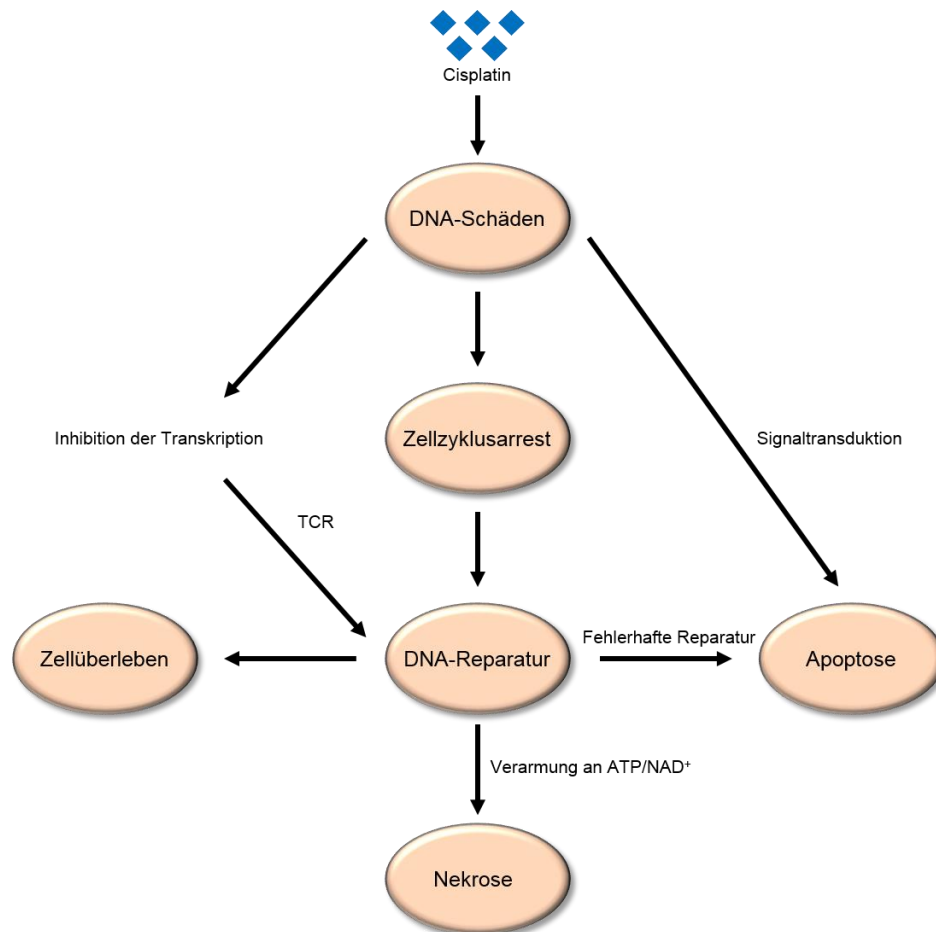 Cisplatin
DNA-Schäden
Inhibition der Transkription
Zellzyklusarrest
Signaltransduktion
TCR
Zellüberleben
DNA-Reparatur
Fehlerhafte Reparatur
Apoptose
Verarmung an ATP/NAD⁺
Nekrose